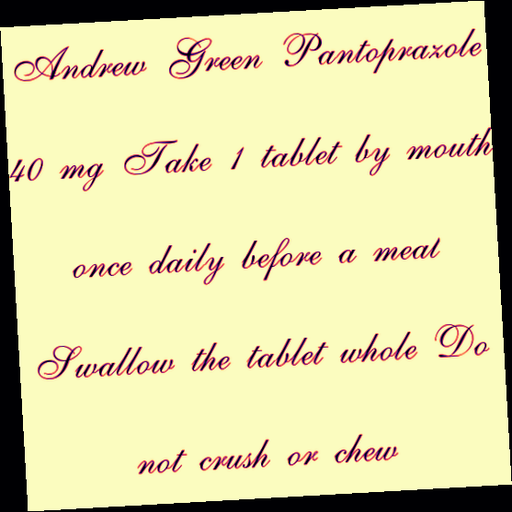 Andrew Green Pantoprazole
40 mg Take 1 tablet by mouth
once daily before a meal
Swallow the tablet whole Do
not crush or chew